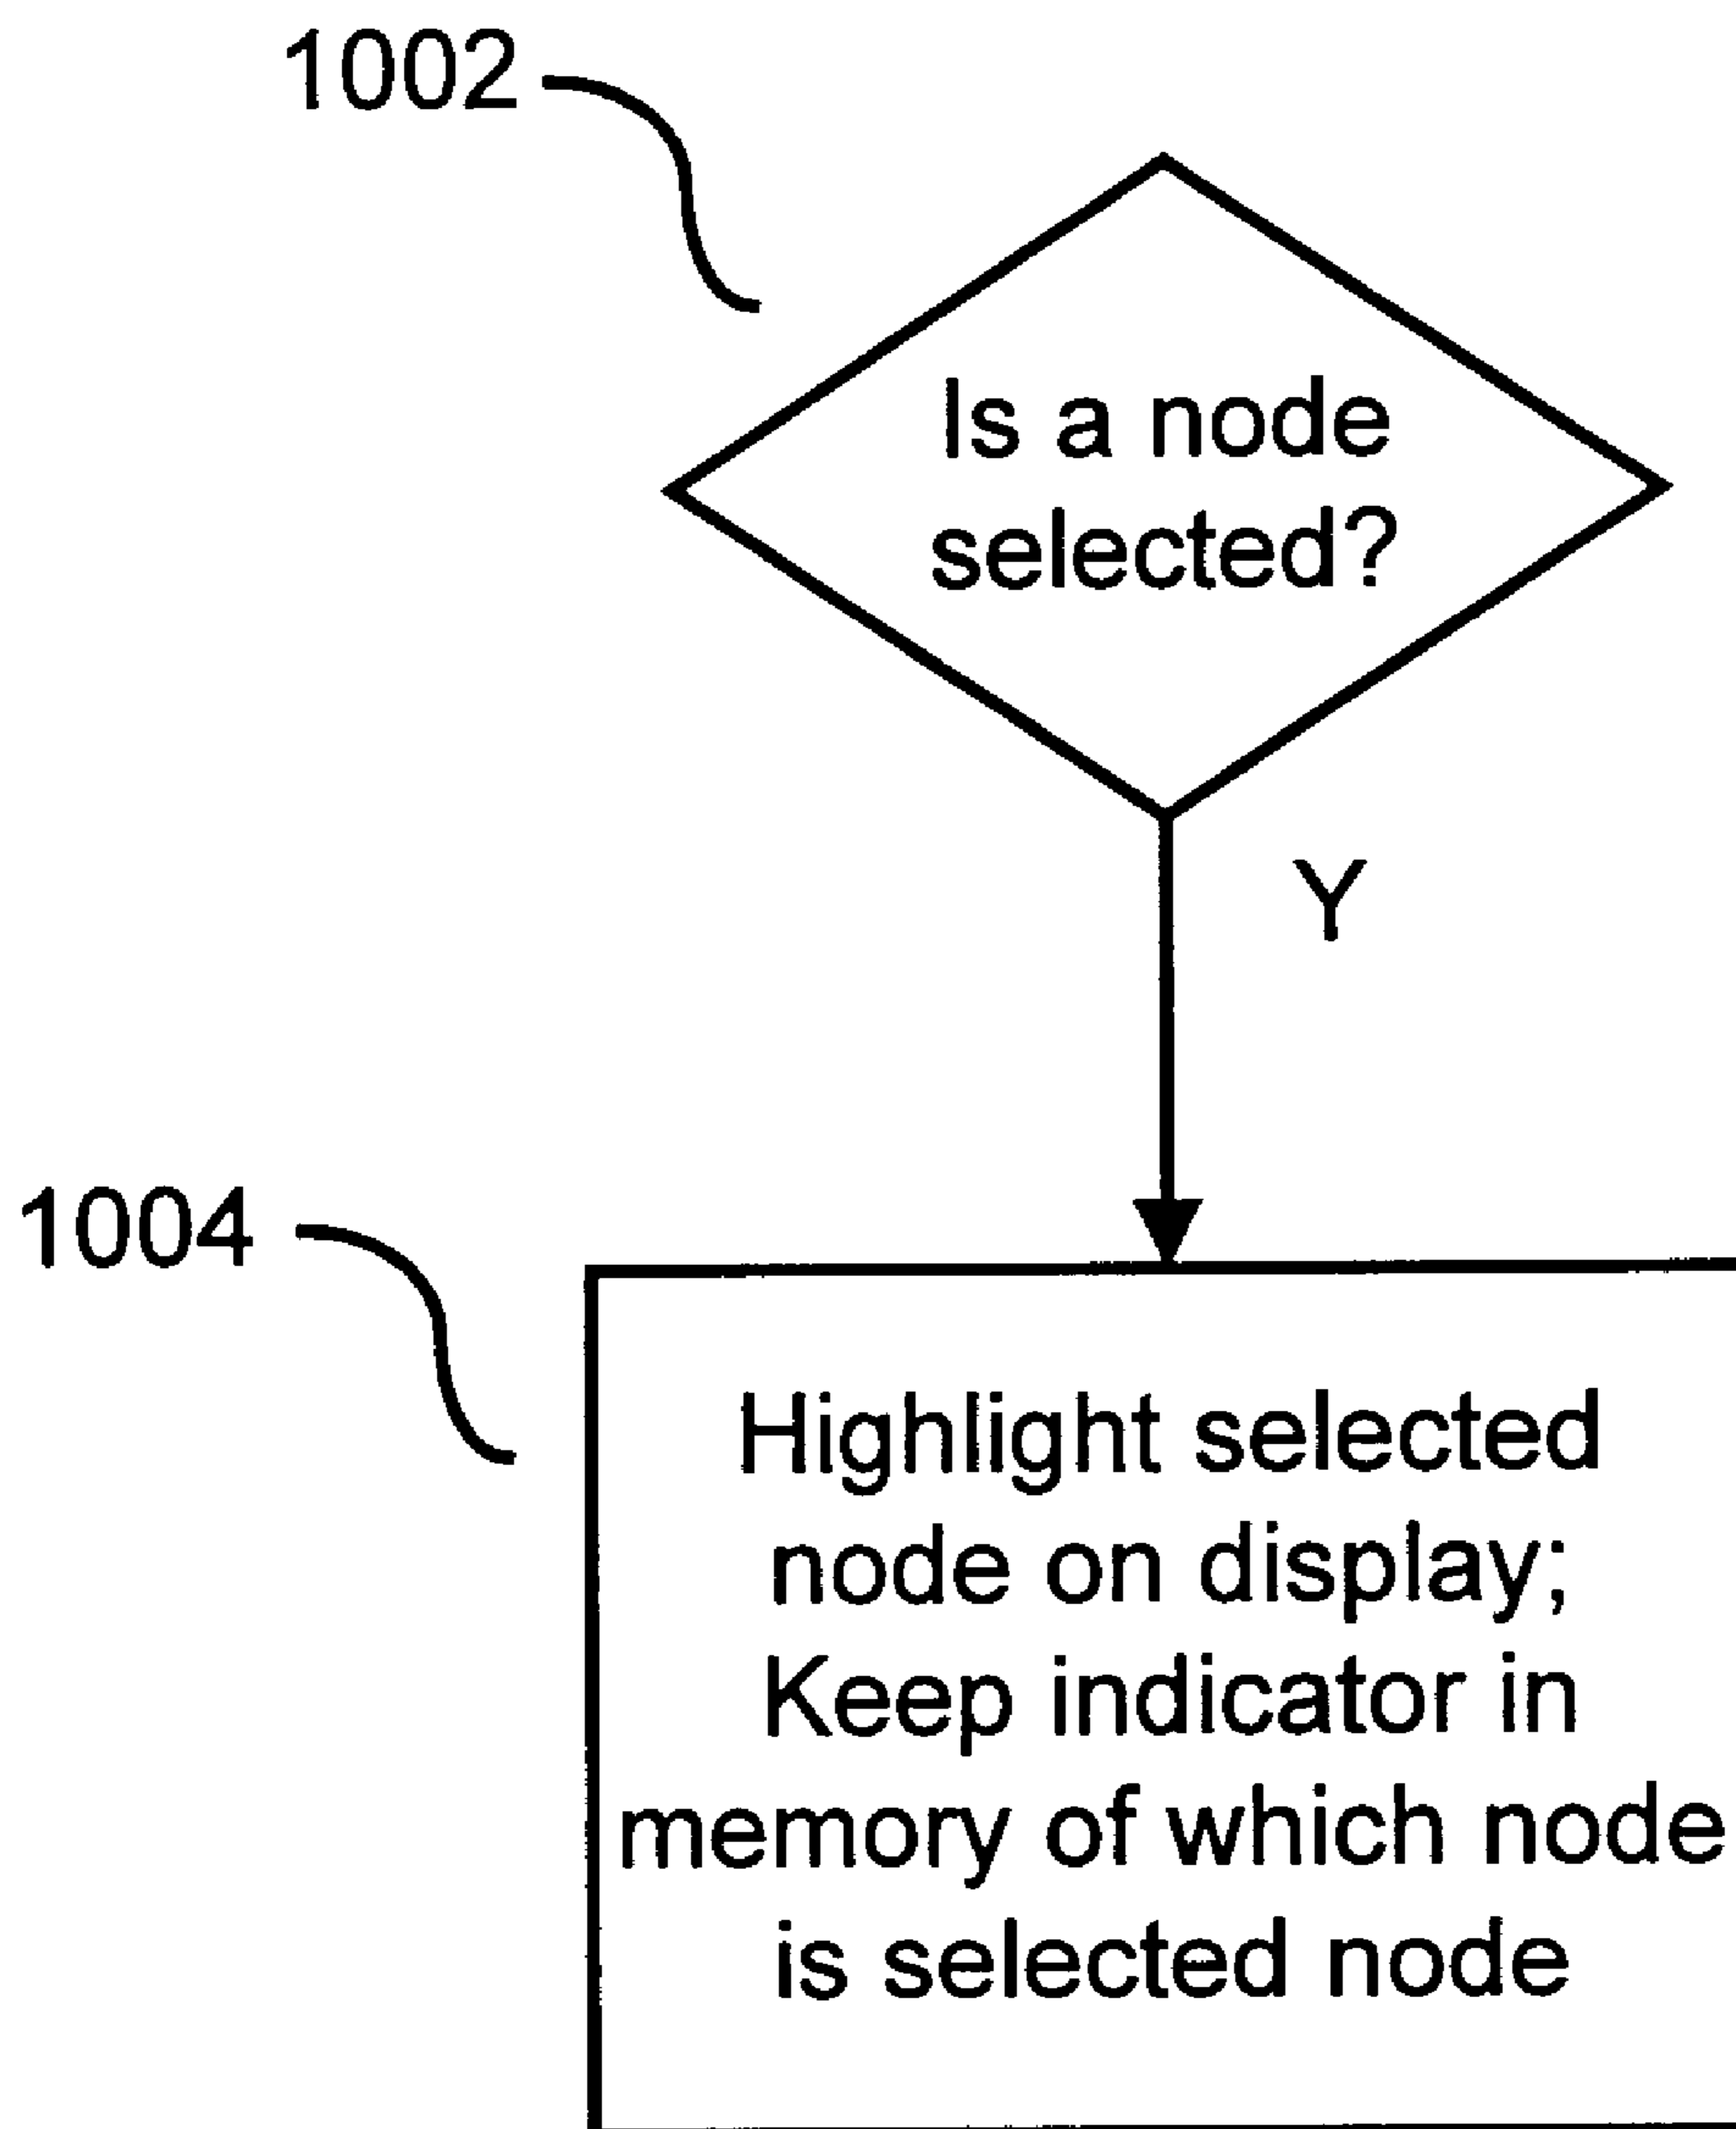 1002
Is a node
selected?
Y
1004
Highlight selected
node on display;
Keep indicator in
memory of which node
is selected node